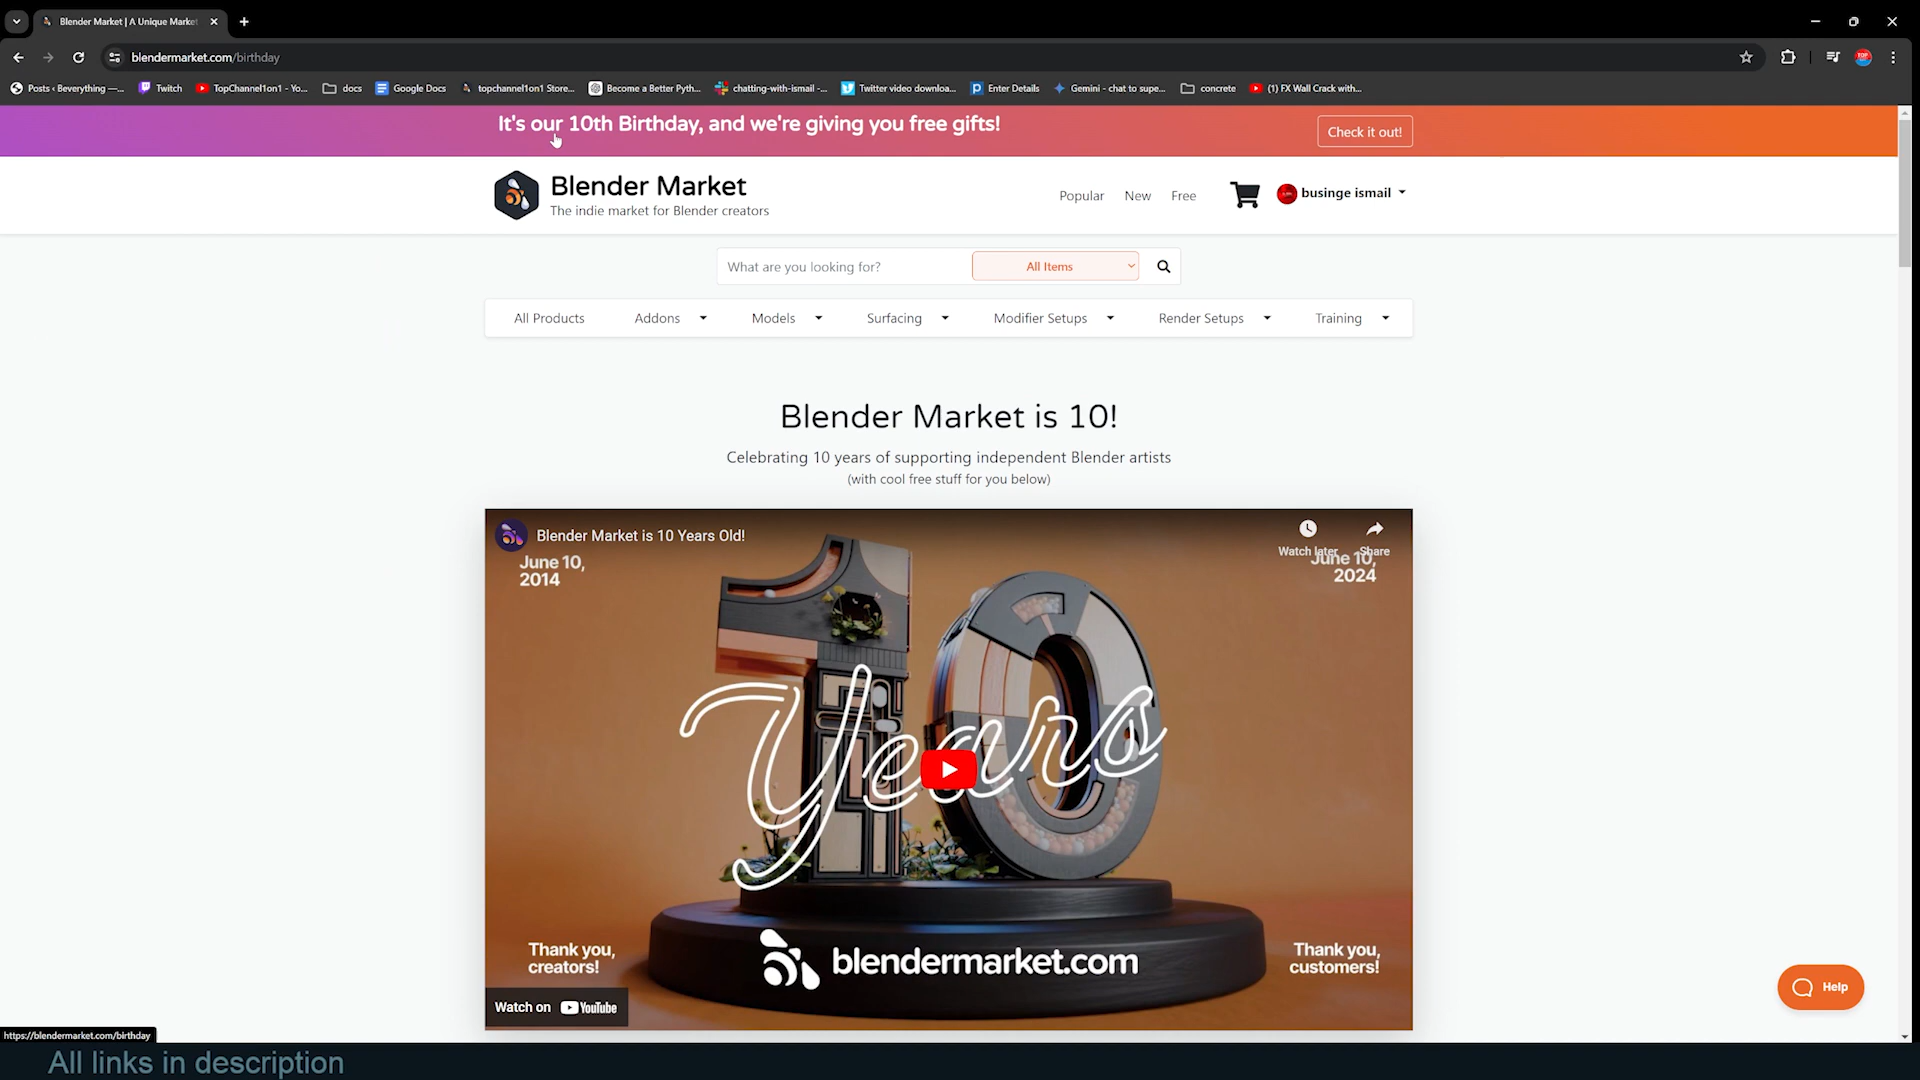 Blender Market | A Unique Market
blendermarket.com/birthday
Posts ‹ Beverything —...
Twitch
TopChannel1on1 - Yo...
docs
Google Docs
topchannel1on1 Store...
Become a Better Pyth...
chatting-with-ismail -...
Twitter video downloa...
Enter Details
Gemini - chat to supe...
concrete
(1) FX Wall Crack with...
It's our 10th Birthday, and we're giving you free gifts!
Check it out!
Blender Market
The indie market for Blender creators
Popular
New
Free
businge ismail
What are you looking for?
All Items
All Products
Addons
Models
Surfacing
Modifier Setups
Render Setups
Training
Blender Market is 10!
Celebrating 10 years of supporting independent Blender artists
(with cool free stuff for you below)
Blender Market is 10 Years Old!
Watch later
Share
June 10,
2014
June 10,
2024
10
Years
Thank you,
creators!
blendermarket.com
Thank you,
customers!
Watch on YouTube
Help
https://blendermarket.com/birthday
All links in description